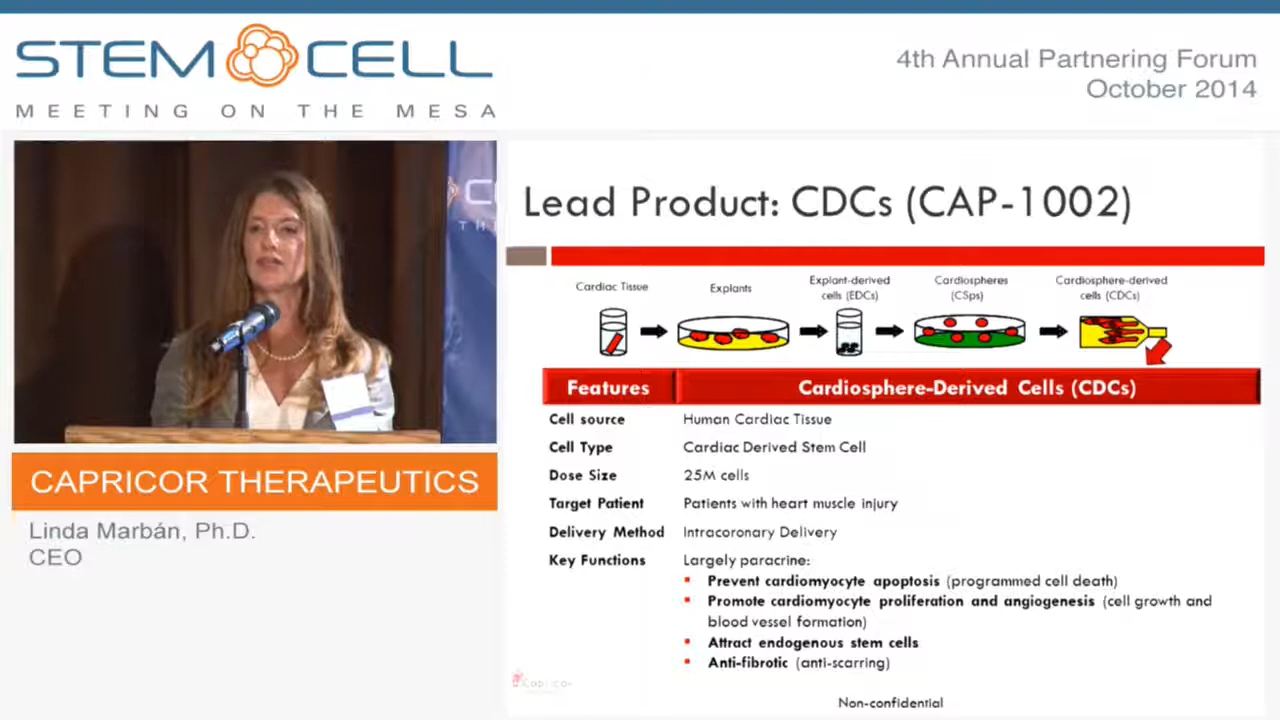 STEM CELL
MEETING ON THE MESA
4th Annual Partnering Forum
October 2014
CAPRICOR THERAPEUTICS
Linda Marbán, Ph.D.
CEO
Lead Product: CDCs (CAP-1002)
Cardiac Tissue
Explants
Explant-derived
cells (EDCs)
Cardiospheres
(CSps)
Cardiosphere-derived
cells (CDCs)
Features Cardiosphere-Derived Cells (CDCs)
Cell source Human Cardiac Tissue
Cell Type Cardiac Derived Stem Cell
Dose Size 25M cells
Target Patient Patients with heart muscle injury
Delivery Method Intracoronary Delivery
Key Functions Largely paracrine:
Prevent cardiomyocyte apoptosis (programmed cell death)
Promote cardiomyocyte proliferation and angiogenesis (cell growth and
blood vessel formation)
Attract endogenous stem cells
Anti-fibrotic (anti-scarring)
Non-confidential